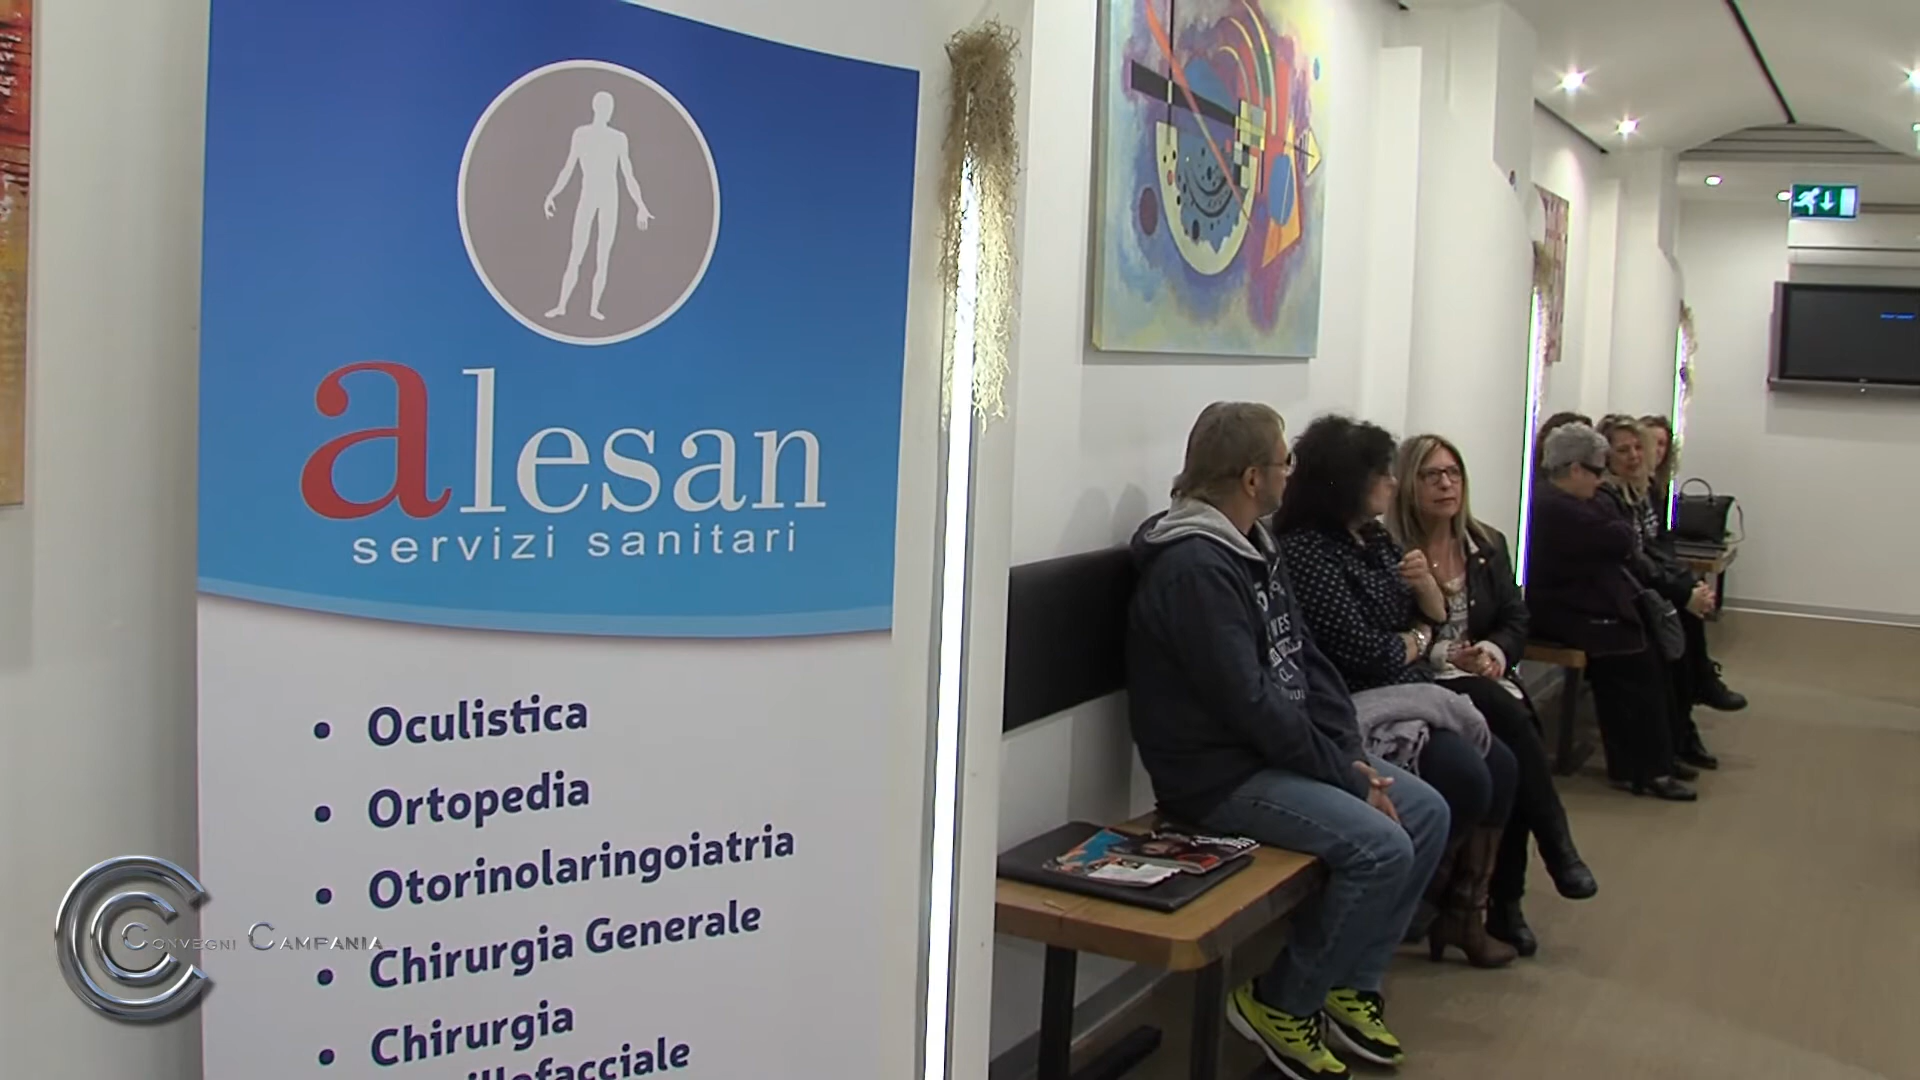 alesan
servizi sanitari
• Oculistica
• Ortopedia
• Otorinolaringoiatria
• Chirurgia Generale
• Chirurgia
Convegni Campania